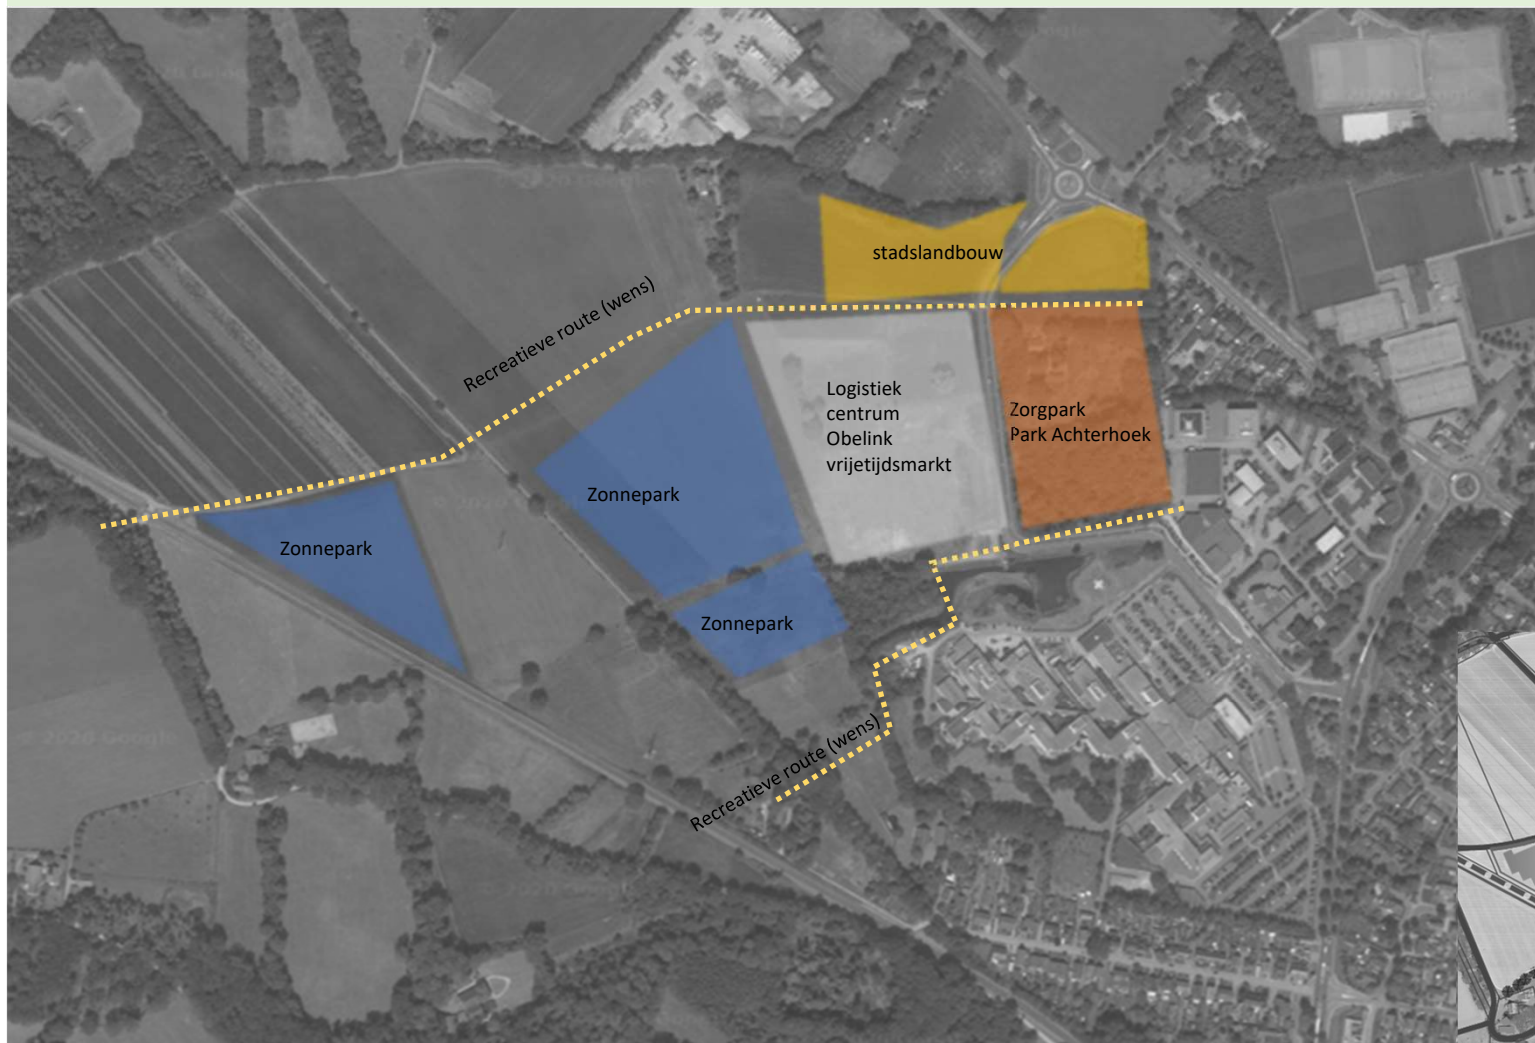 stadslandbouw
Recreatieve route (wens)
Logistiek
centrum
Obelink
vrijetijdsmarkt
Zorgpark
Park Achterhoek
Zonnepark
Zonnepark
Zonnepark
Recreatieve route (wens)